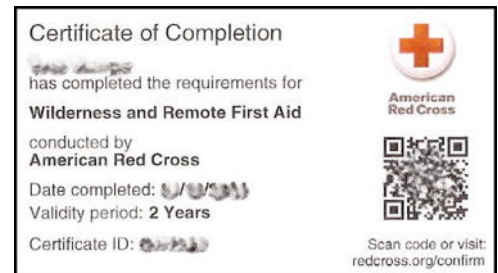 Certificate of Completion
has completed the requirements for
Wilderness and Remote First Aid
conducted by
American Red Cross
Date completed:
Validity period: 2 Years
Certificate ID:
American
Red Cross
Scan code or visit:
redcross.org/confirm